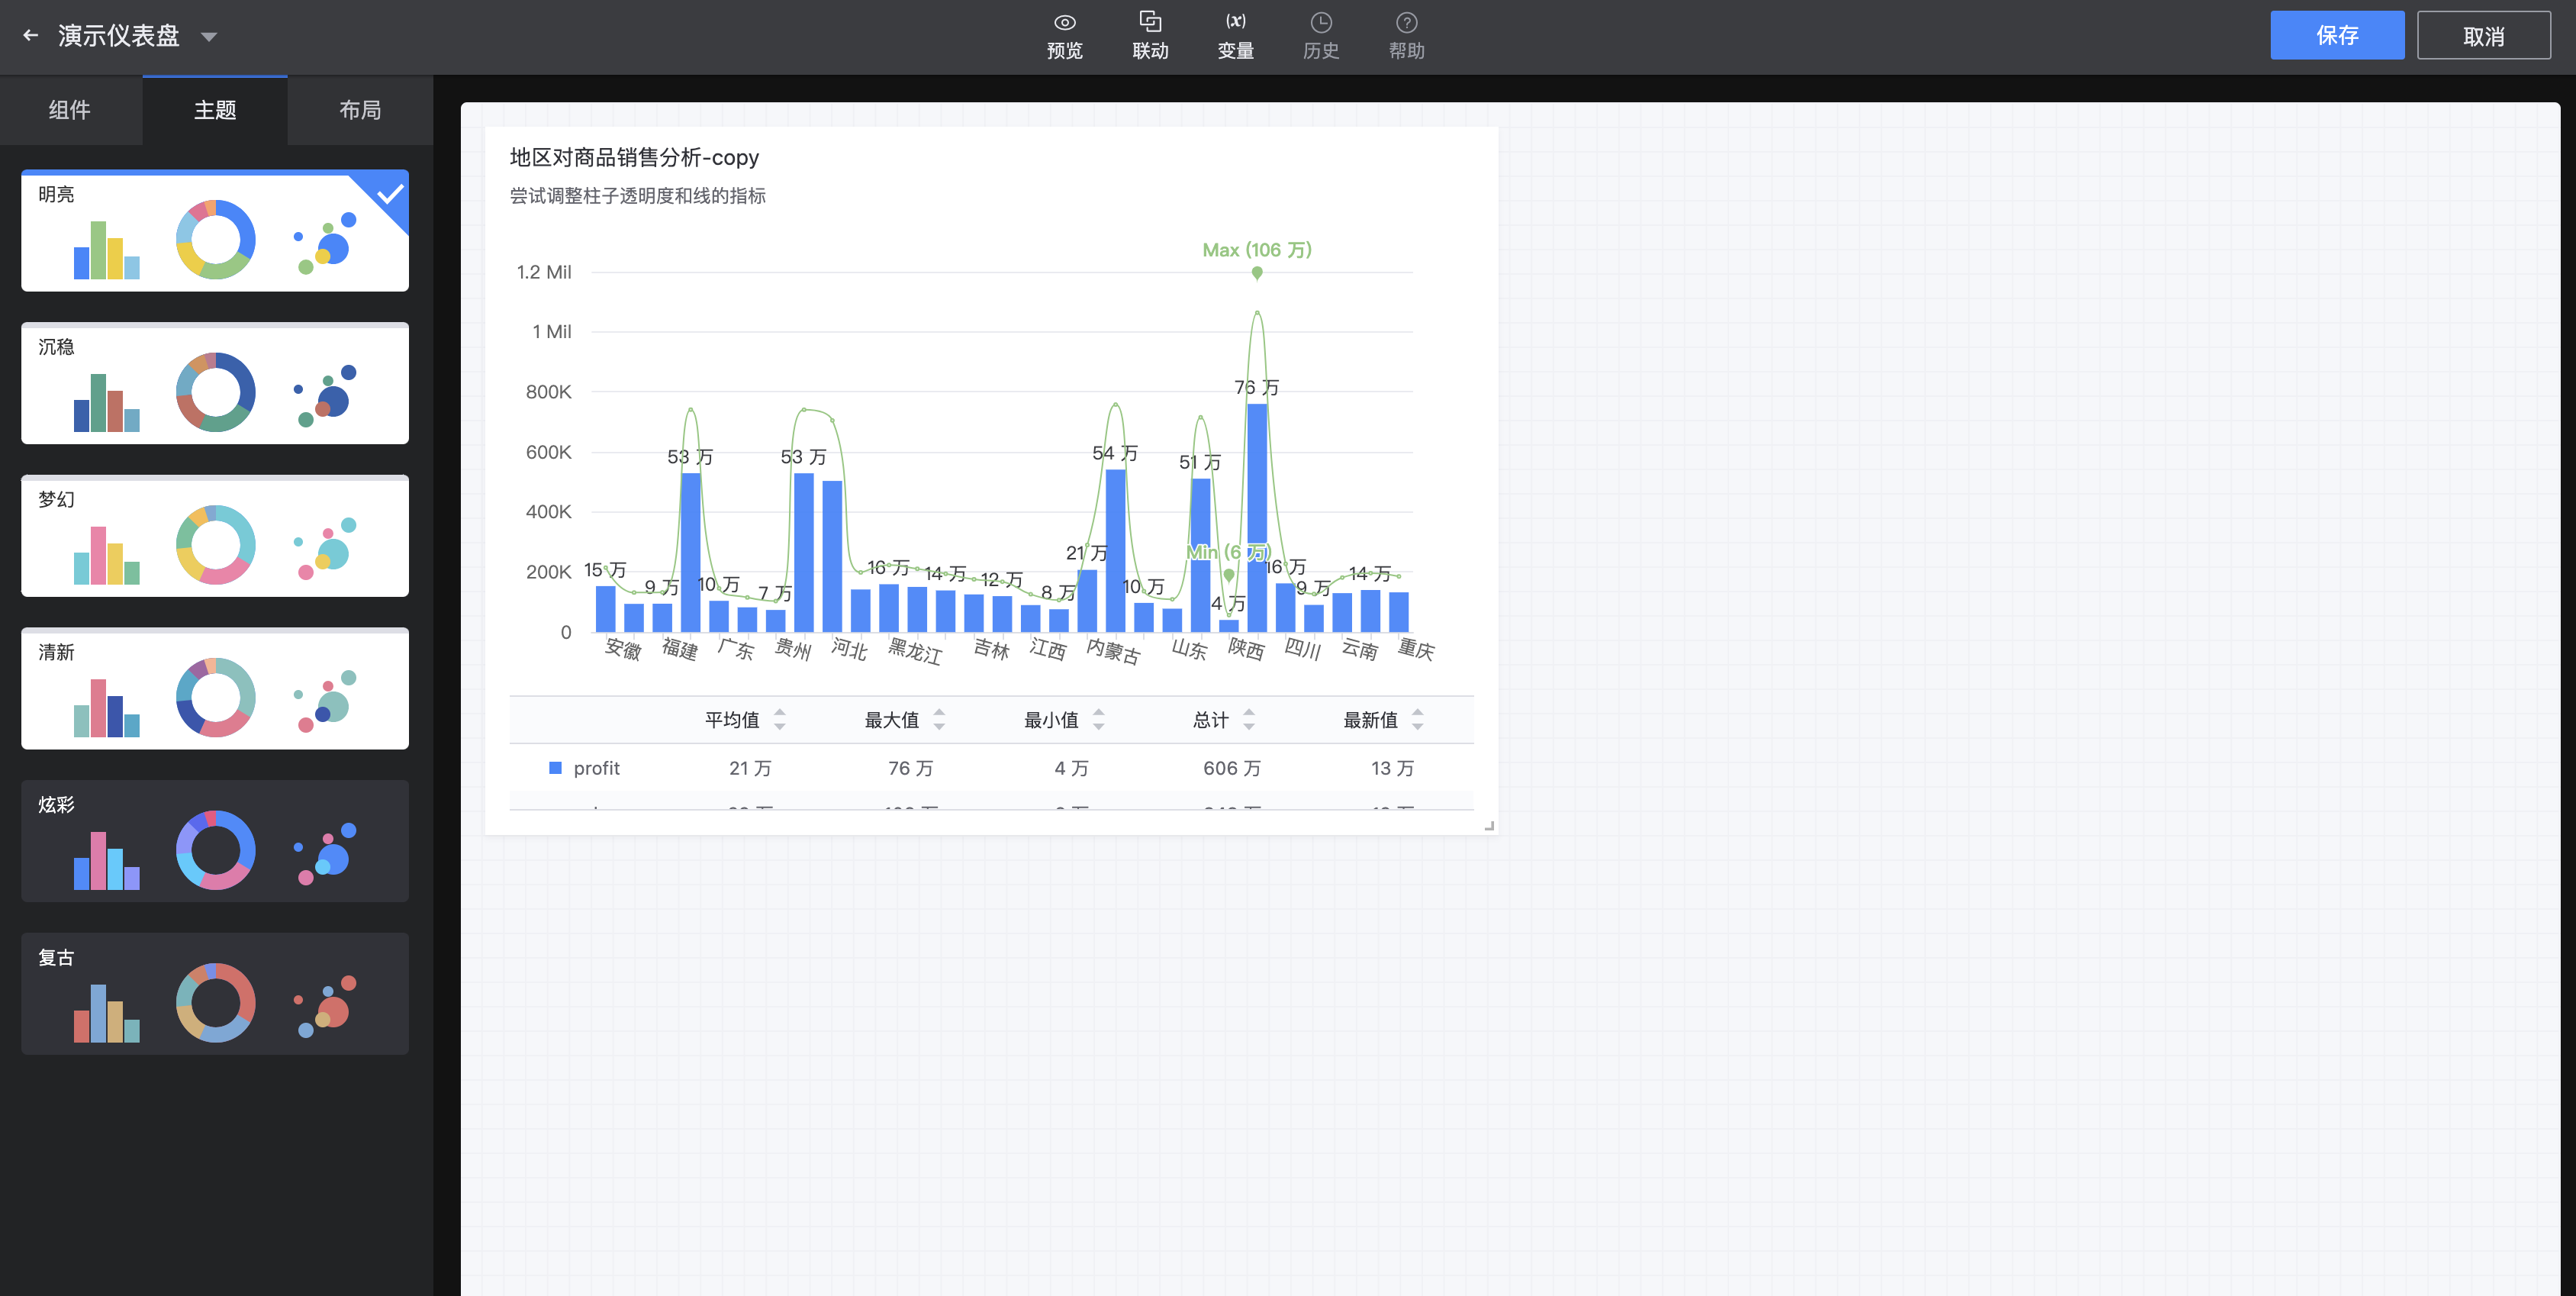 演示仪表盘
预览 联动 变量 历史 帮助
保存 取消
组件 主题 布局
明亮
沉稳
梦幻
清新
炫彩
复古
地区对商品销售分析-copy
尝试调整柱子透明度和线的指标
Max (106 万)
1.2 Mil
1 Mil
800K
76 万
600K
53 万 53 万 54 万 51 万
400K
21 万 Min (6 万)
200K
15 万 9 万 10 万 7 万 16 万 14 万 12 万 8 万 10 万 4 万 16 万 9 万 14 万
0
安徽 福建 广东 贵州 河北 黑龙江 吉林 江西 内蒙古 山东 陕西 四川 云南 重庆
平均值 最大值 最小值 总计 最新值
profit 21 万 76 万 4 万 606 万 13 万